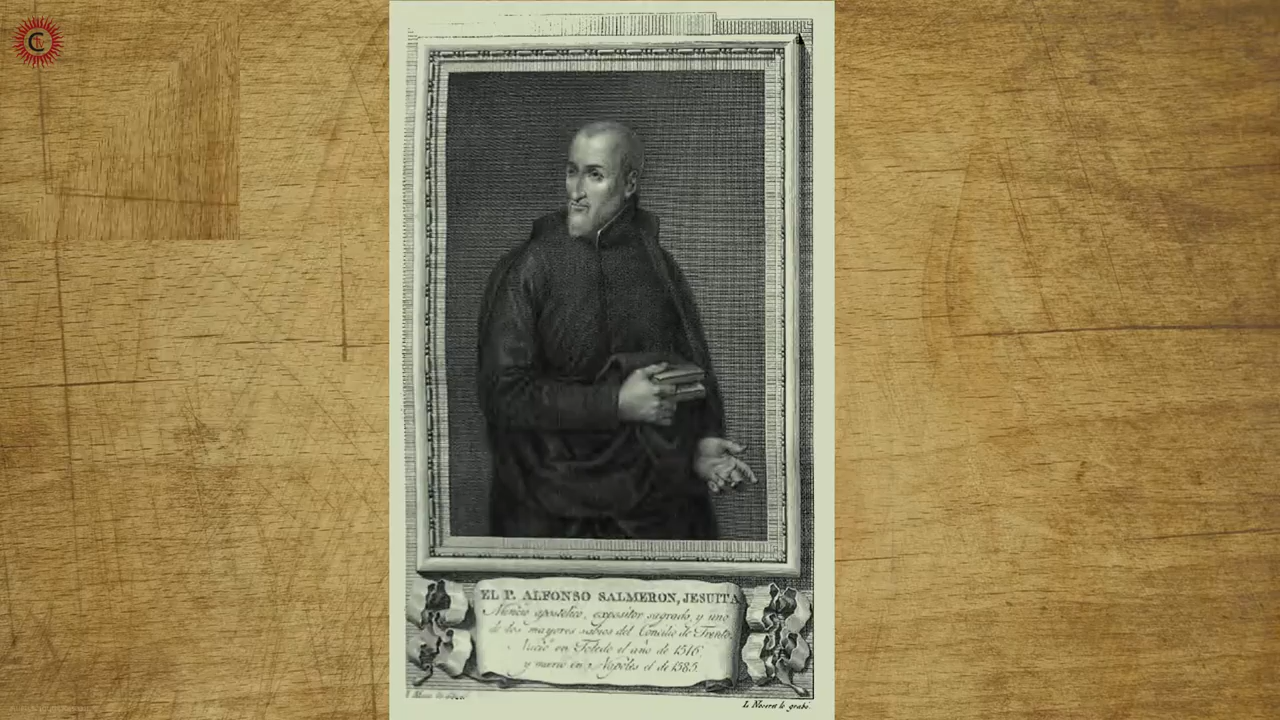 EL P. ALFONSO SALMERON, JESUITA
Nuncio apostólico, expositor sagrado, y uno
de los mayores sabios del Concilio de Trento.
Nació en Toledo el año de 1516
y murió en Nápoles el de 1585.
L. Noseret lo grabó.